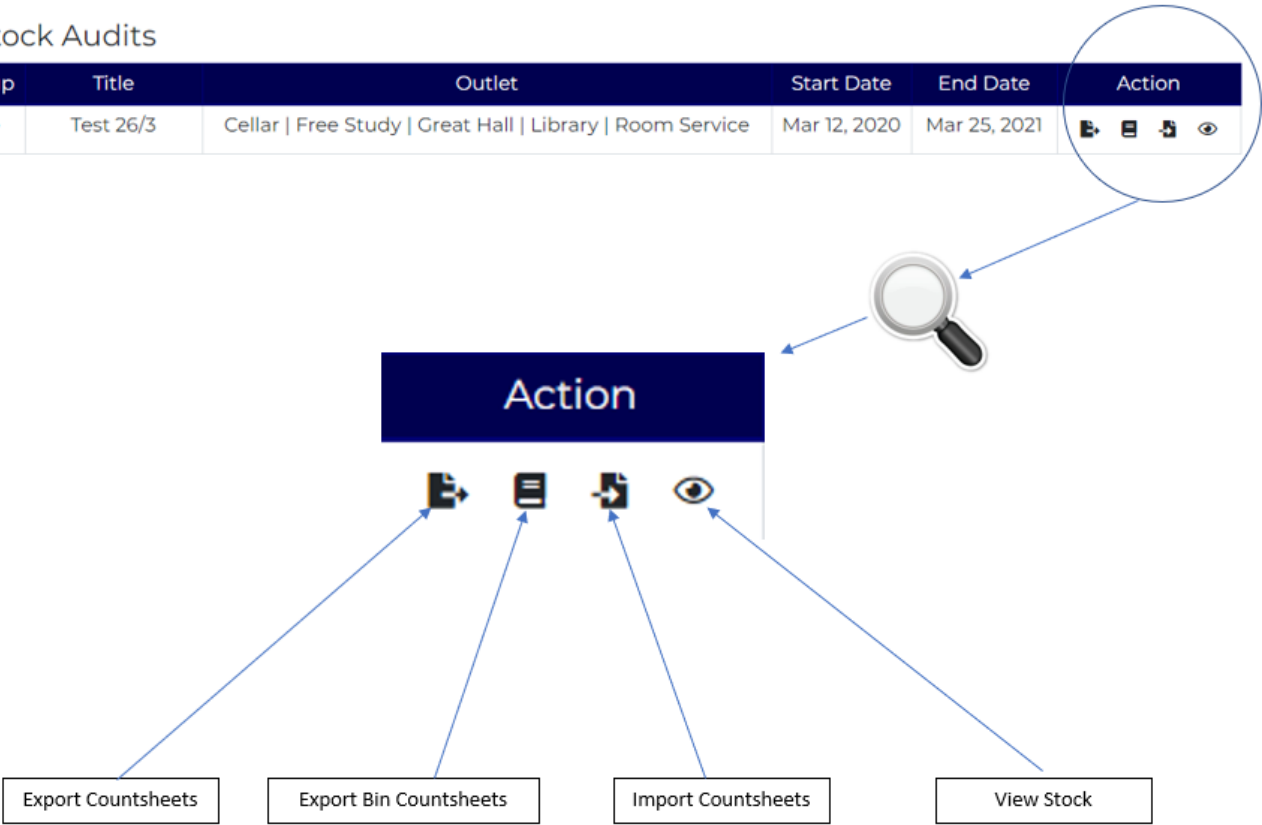 tock Audits
p Title Outlet Start Date End Date Action
Test 26/3 Cellar | Free Study | Great Hall | Library | Room Service Mar 12, 2020 Mar 25, 2021
Action
Export Countsheets Export Bin Countsheets Import Countsheets View Stock